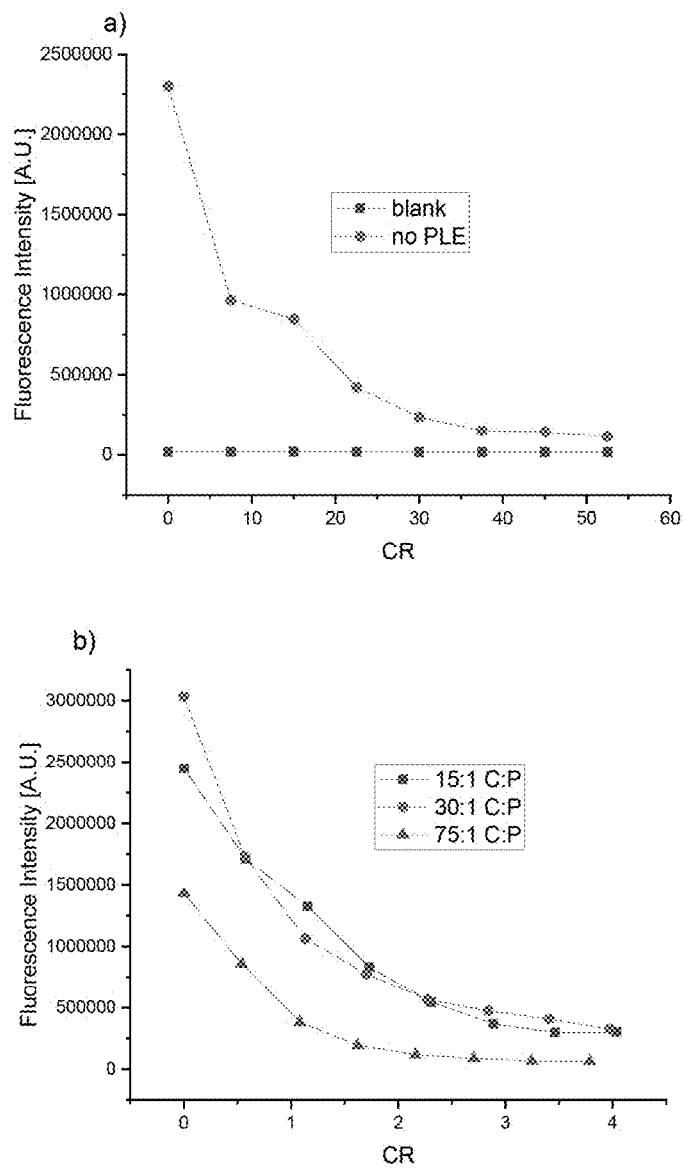 a)
2500000
2000000
1500000
1000000
500000
0
Fluorescence Intensity [A.U.]
blank
no PLE
0 10 20 30 40 50 60
CR
b)
3000000
2500000
2000000
1500000
1000000
500000
0
Fluorescence Intensity [A.U.]
15:1 C:P
30:1 C:P
75:1 C:P
0 1 2 3 4
CR